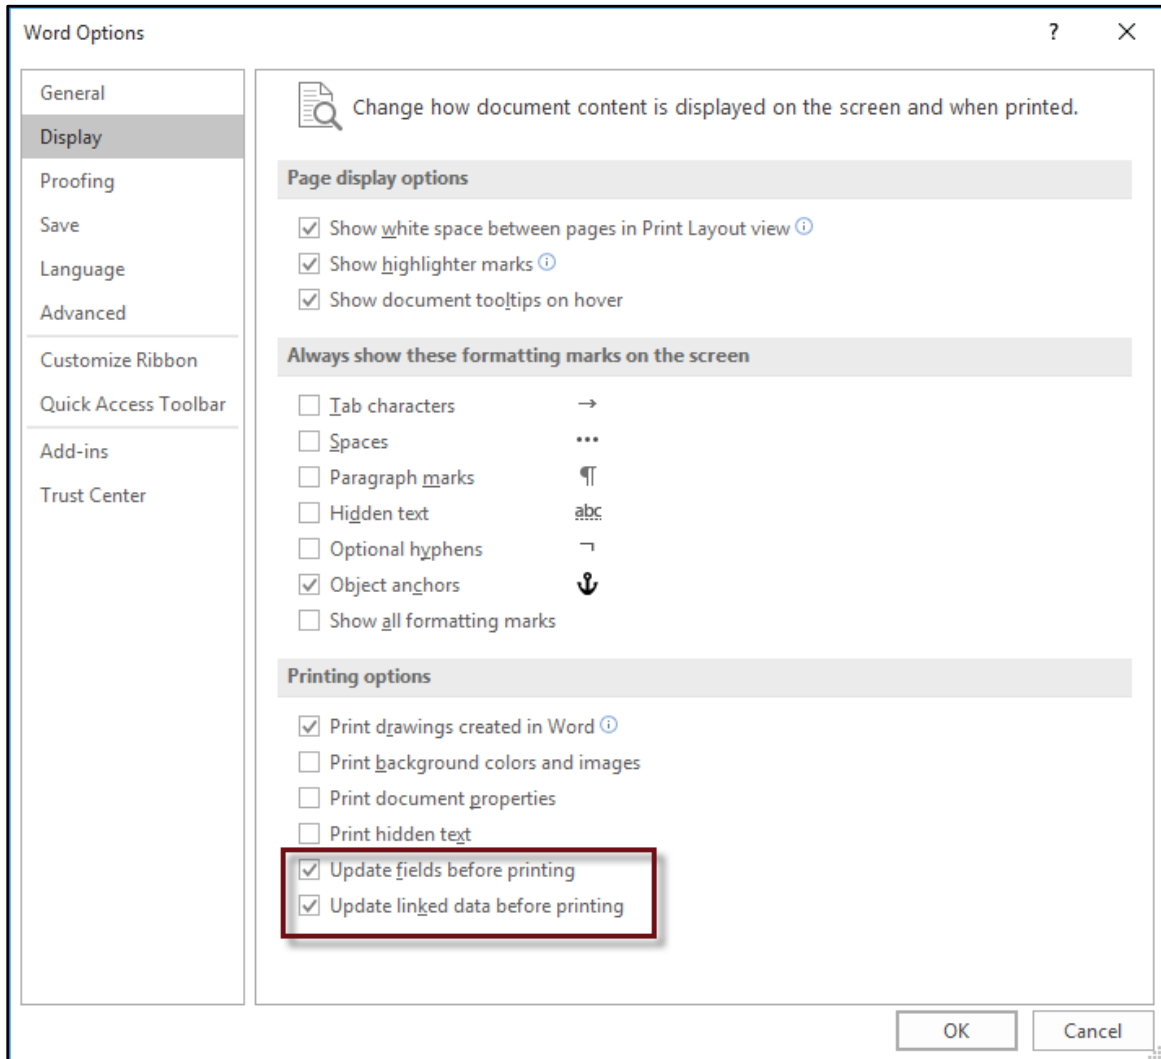 Word Options ?
General
Display
Proofing
Save
Language
Advanced
Customize Ribbon
Quick Access Toolbar
Add-ins
Trust Center
Change how document content is displayed on the screen and when printed.
Page display options
Show white space between pages in Print Layout view
Show highlighter marks
Show document tooltips on hover
Always show these formatting marks on the screen
Tab characters →
Spaces •••
Paragraph marks ¶
Hidden text abc
Optional hyphens ¬
Object anchors
Show all formatting marks
Printing options
Print drawings created in Word
Print background colors and images
Print document properties
Print hidden text
Update fields before printing
Update linked data before printing
OK Cancel